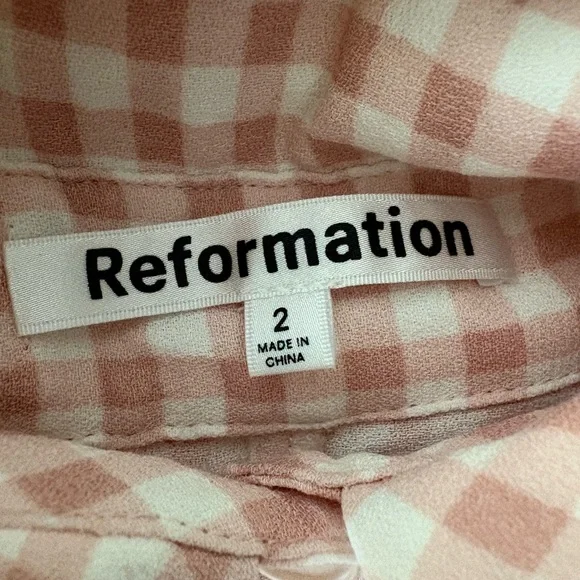 Reformation
2
MADE IN
CHINA